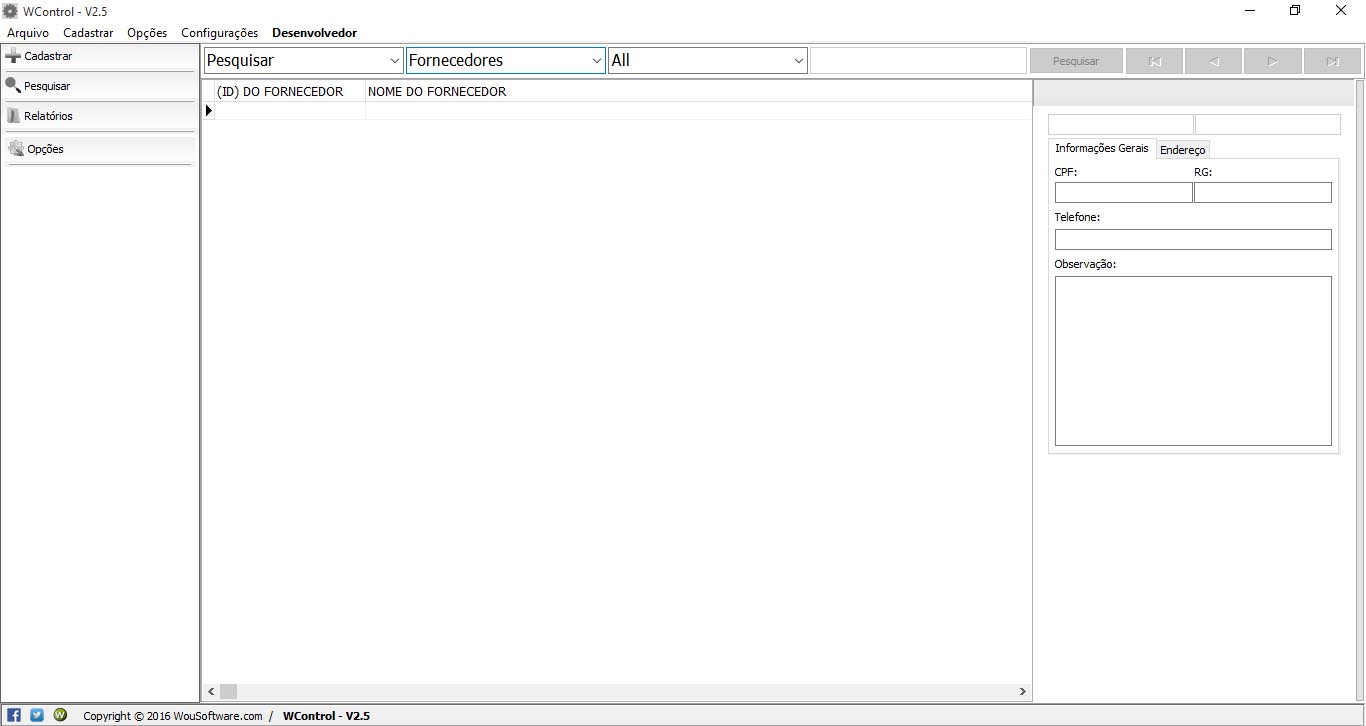 WControl - V2.5
Arquivo Cadastrar Opções Configurações Desenvolvedor
Cadastrar
Pesquisar
Relatórios
Opções
Pesquisar Fornecedores All Pesquisar
(ID) DO FORNECEDOR NOME DO FORNECEDOR
Informações Gerais Endereço
CPF: RG:
Telefone:
Observação:
Copyright © 2016 WouSoftware.com / WControl - V2.5